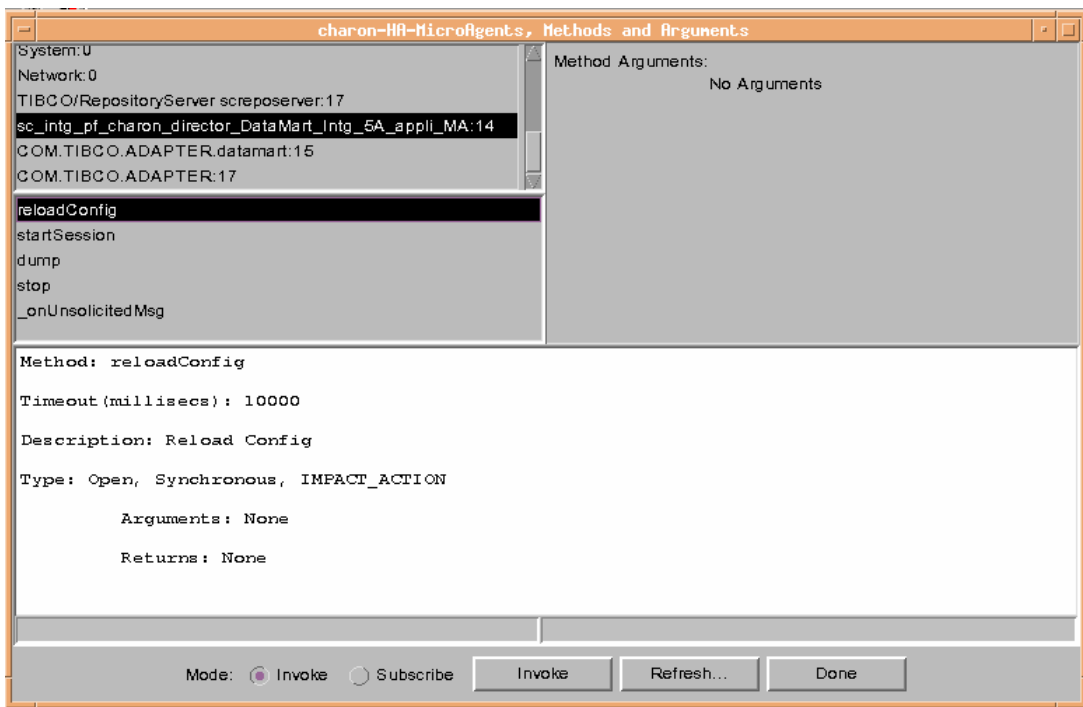 charon-HA-MicroAgents, Methods and Arguments
System:0
Network:0
TIBCO/RepositoryServer screposerver:17
sc_intg_pf_charon_director_DataMart_Intg_5A_appli_MA:14
COM.TIBCO.ADAPTER.datamart:15
COM.TIBCO.ADAPTER:17
Method Arguments:
No Arguments
reloadConfig
startSession
dump
stop
_onUnsolicitedMsg
Method: reloadConfig
Timeout(millisecs): 10000
Description: Reload Config
Type: Open, Synchronous, IMPACT_ACTION
Arguments: None
Returns: None
Mode: Invoke Subscribe Invoke Refresh... Done